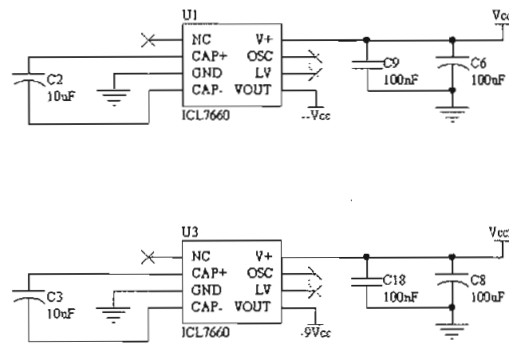 U1
Vcc
NC V+
CAP+ OSC
GND LV
CAP- VOUT
C2
10uF
C9
100nF
C6
100uF
ICL7660
--Vcc
U3
Vcc
NC V+
CAP+ OSC
GND LV
CAP- VOUT
C3
10uF
C18
100nF
C8
100uF
ICL7660
-9Vcc